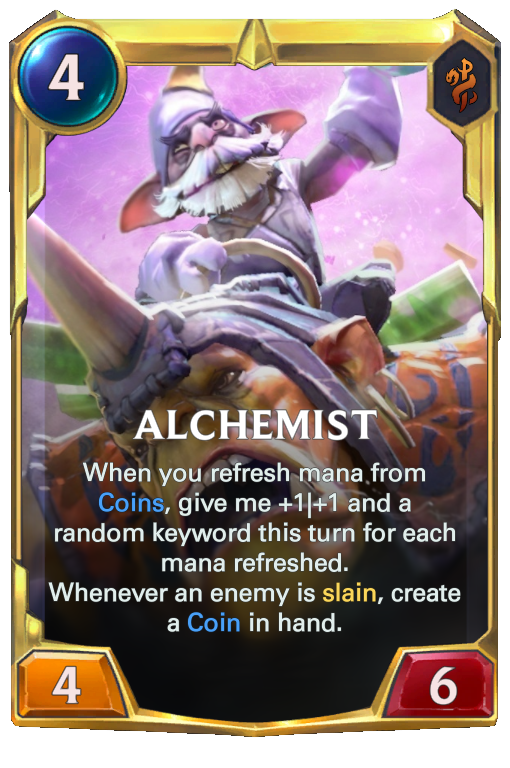 4
ALCHEMIST
When you refresh mana from
Coins, give me +1|+1 and a
random keyword this turn for each
mana refreshed.
Whenever an enemy is slain, create
a Coin in hand.
4
6